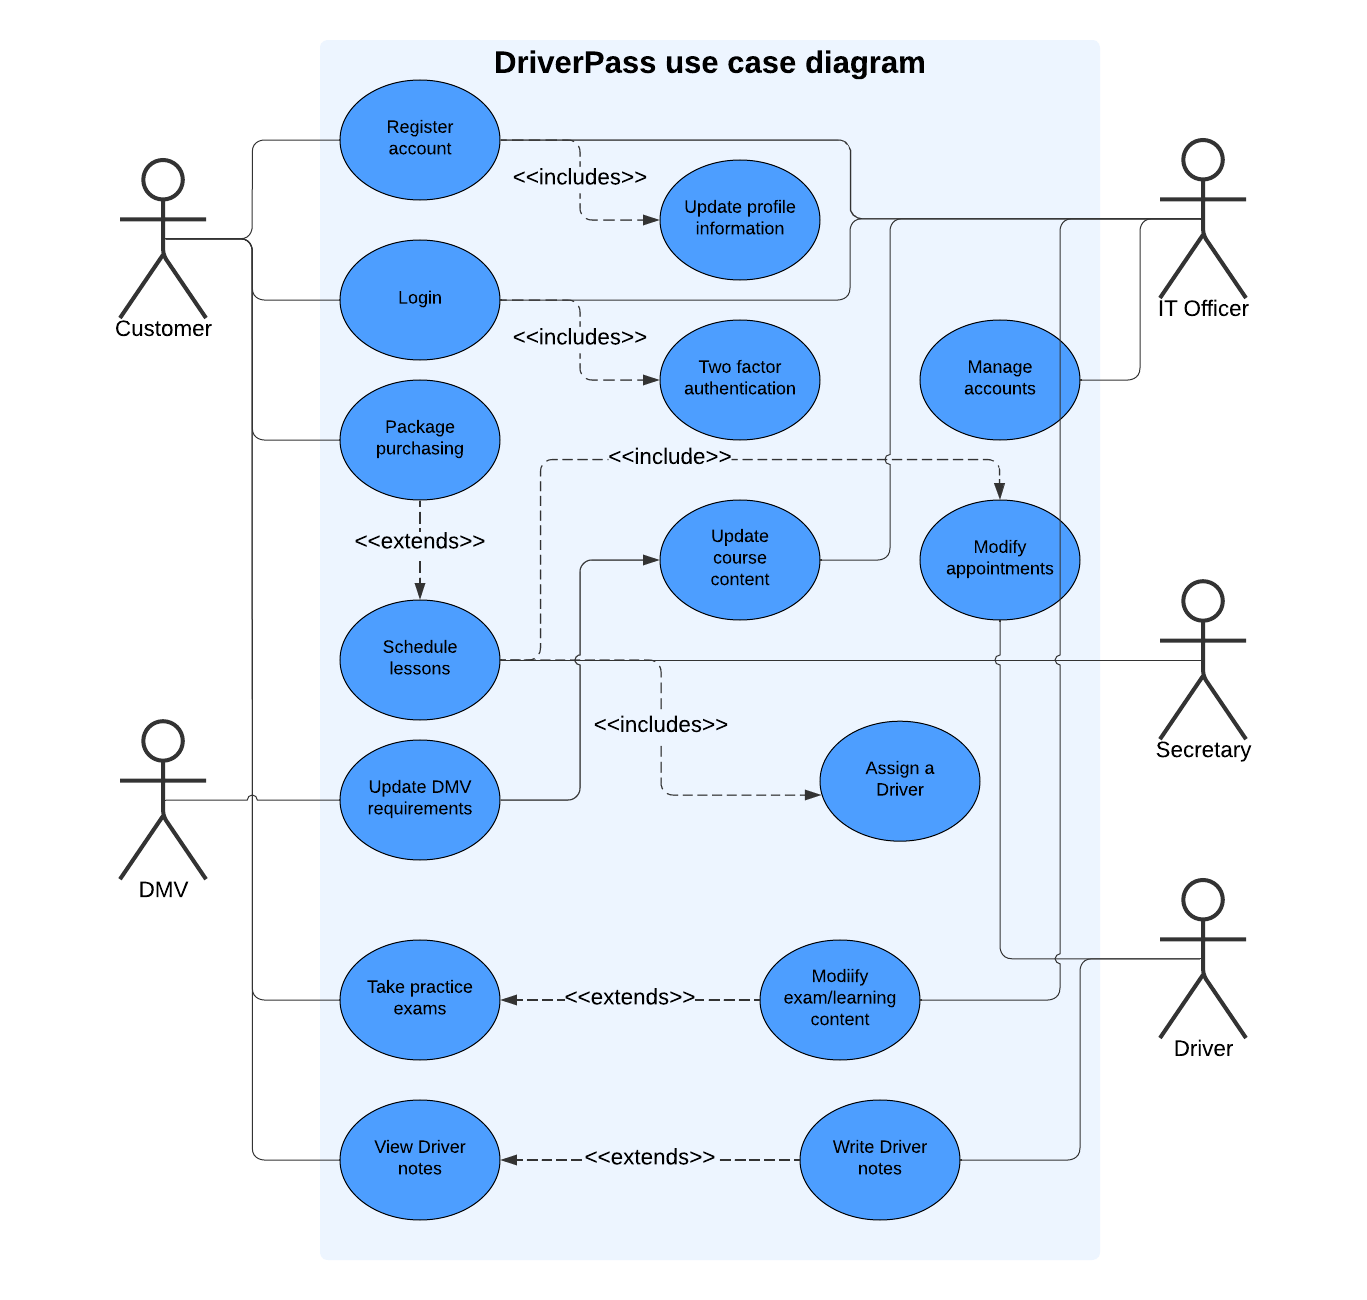 DriverPass use case diagram
Register
account
<<includes>>
Update profile
information
Customer
IT Officer
Login
<<includes>>
Two factor
authentication
Manage
accounts
Package
purchasing
<<include>>
<<extends>>
Update
course
content
Modify
appointments
Schedule
lessons
<<includes>>
Secretary
Update DMV
requirements
Assign a
Driver
DMV
Take practice
exams
<<extends>>
Modiify
exam/learning
content
Driver
View Driver
notes
<<extends>>
Write Driver
notes